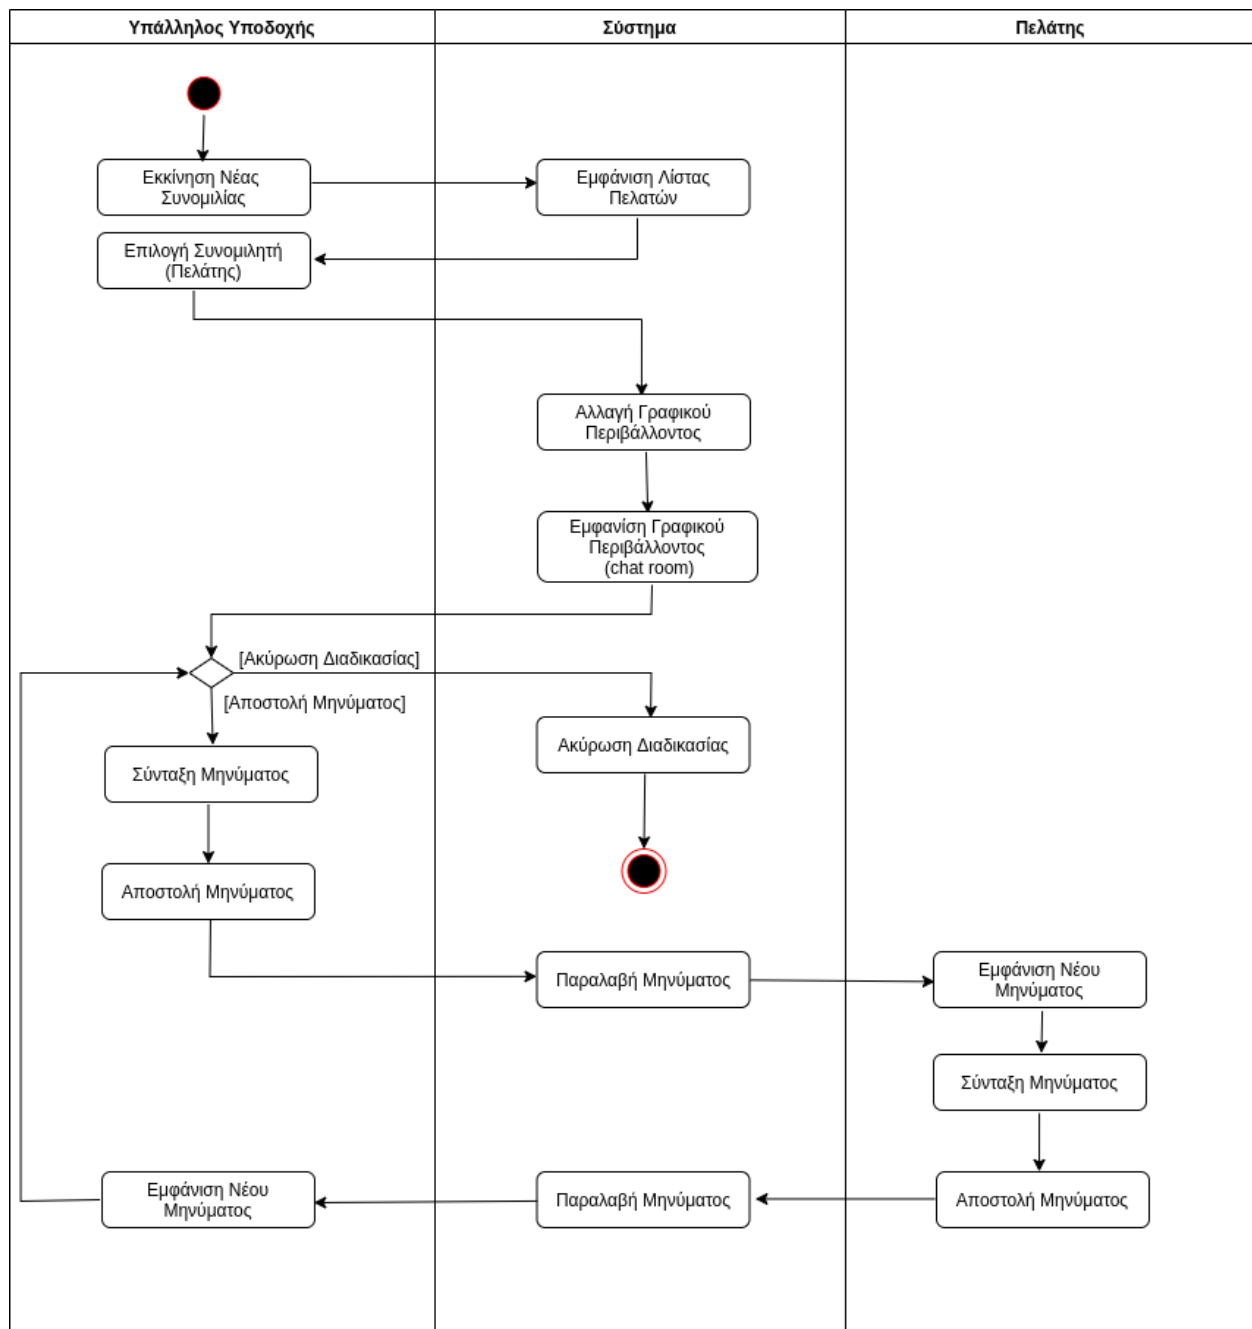 Υπάλληλος Υποδοχής
Σύστημα
Πελάτης
Εκκίνηση Νέας
Συνομιλίας
Εμφάνιση Λίστας
Πελατών
Επιλογή Συνομιλητή
(Πελάτης)
Αλλαγή Γραφικού
Περιβάλλοντος
Εμφανίση Γραφικού
Περιβάλλοντος
(chat room)
[Ακύρωση Διαδικασίας]
[Αποστολή Μηνύματος]
Σύνταξη Μηνύματος
Ακύρωση Διαδικασίας
Αποστολή Μηνύματος
Παραλαβή Μηνύματος
Εμφάνιση Νέου
Μηνύματος
Σύνταξη Μηνύματος
Εμφάνιση Νέου
Μηνύματος
Παραλαβή Μηνύματος
Αποστολή Μηνύματος